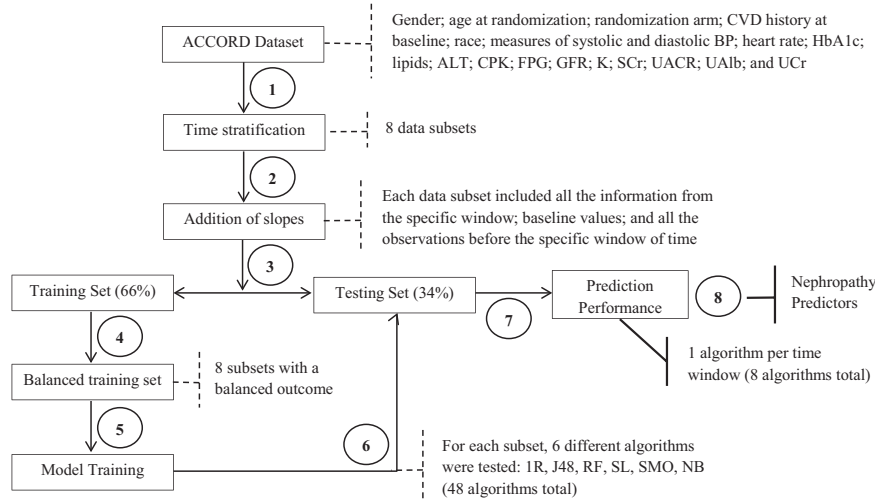 Gender; age at randomization; randomization arm; CVD history at
baseline; race; measures of systolic and diastolic BP; heart rate; HbA1c;
lipids; ALT; CPK; FPG; GFR; K; SCr; UACR; UAlb; and UCr
ACCORD Dataset
1
Time stratification
8 data subsets
2
Each data subset included all the information from
the specific window; baseline values; and all the
observations before the specific window of time
Addition of slopes
3
Training Set (66%)
Testing Set (34%)
7
Prediction
Performance
8
Nephropathy
Predictors
4
1 algorithm per time
window (8 algorithms total)
Balanced training set
8 subsets with a
balanced outcome
5
6
Model Training
For each subset, 6 different algorithms
were tested: 1R, J48, RF, SL, SMO, NB
(48 algorithms total)